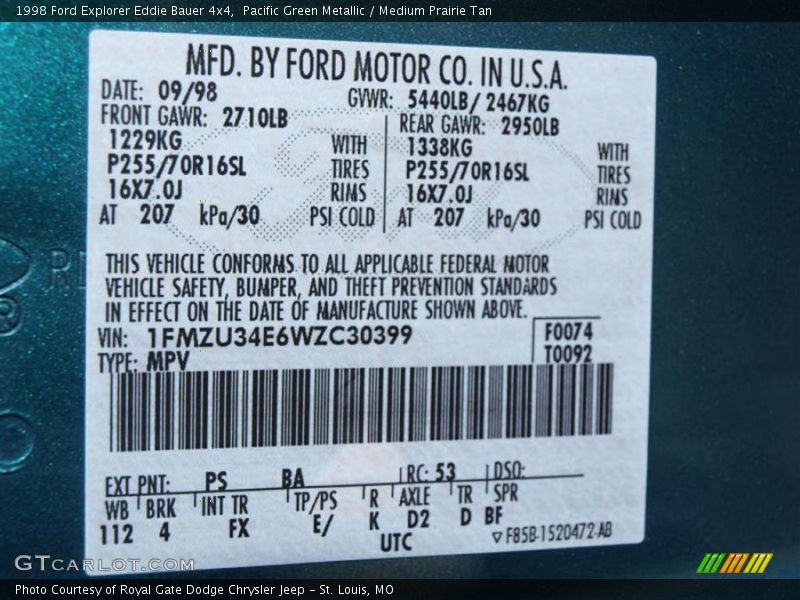 1998 Ford Explorer Eddie Bauer 4x4, Pacific Green Metallic / Medium Prairie Tan
MFD. BY FORD MOTOR CO. IN U.S.A.
DATE: 09/98 GVWR: 5440LB/ 2467KG
FRONT GAWR: 2710LB REAR GAWR: 2950LB
1229KG WITH 1338KG WITH
P255/70R16SL TIRES P255/70R16SL TIRES
16X7.0J RIMS 16X7.0J RIMS
AT 207 kPa/30 PSI COLD AT 207 kPa/30 PSI COLD
THIS VEHICLE CONFORMS TO ALL APPLICABLE FEDERAL MOTOR
VEHICLE SAFETY, BUMPER, AND THEFT PREVENTION STANDARDS
IN EFFECT ON THE DATE OF MANUFACTURE SHOWN ABOVE.
VIN: 1FMZU34E6WZC30399 F0074
TYPE: MPV T0092
EXT PNT: PS BA RC: 53 DSO:
WB BRK INT TR TP/PS R AXLE TR SPR
112 4 FX E/ K D2 D BF
UTC ▽F85B-1520472-AB
GTCARLOT.COM
Photo Courtesy of Royal Gate Dodge Chrysler Jeep – St. Louis, MO